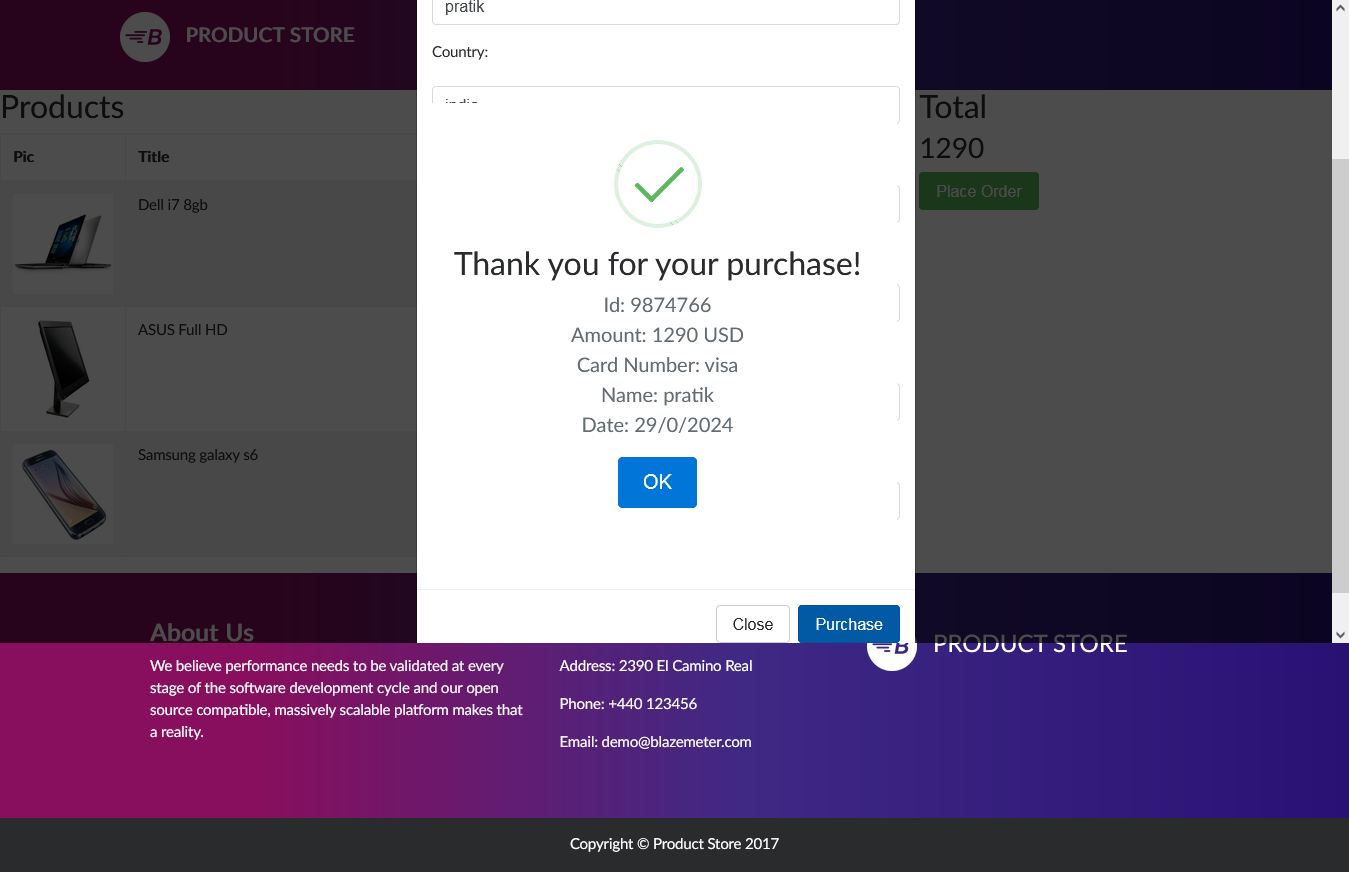 PRODUCT STORE
pratik
Country:
india
Products
Pic
Title
Dell i7 8gb
ASUS Full HD
Samsung galaxy s6
Total
1290
Place Order
Thank you for your purchase!
Id: 9874766
Amount: 1290 USD
Card Number: visa
Name: pratik
Date: 29/0/2024
OK
Close
Purchase
About Us
We believe performance needs to be validated at every
stage of the software development cycle and our open
source compatible, massively scalable platform makes that
a reality.
Address: 2390 El Camino Real
Phone: +440 123456
Email: demo@blazemeter.com
B
PRODUCT STORE
Copyright © Product Store 2017